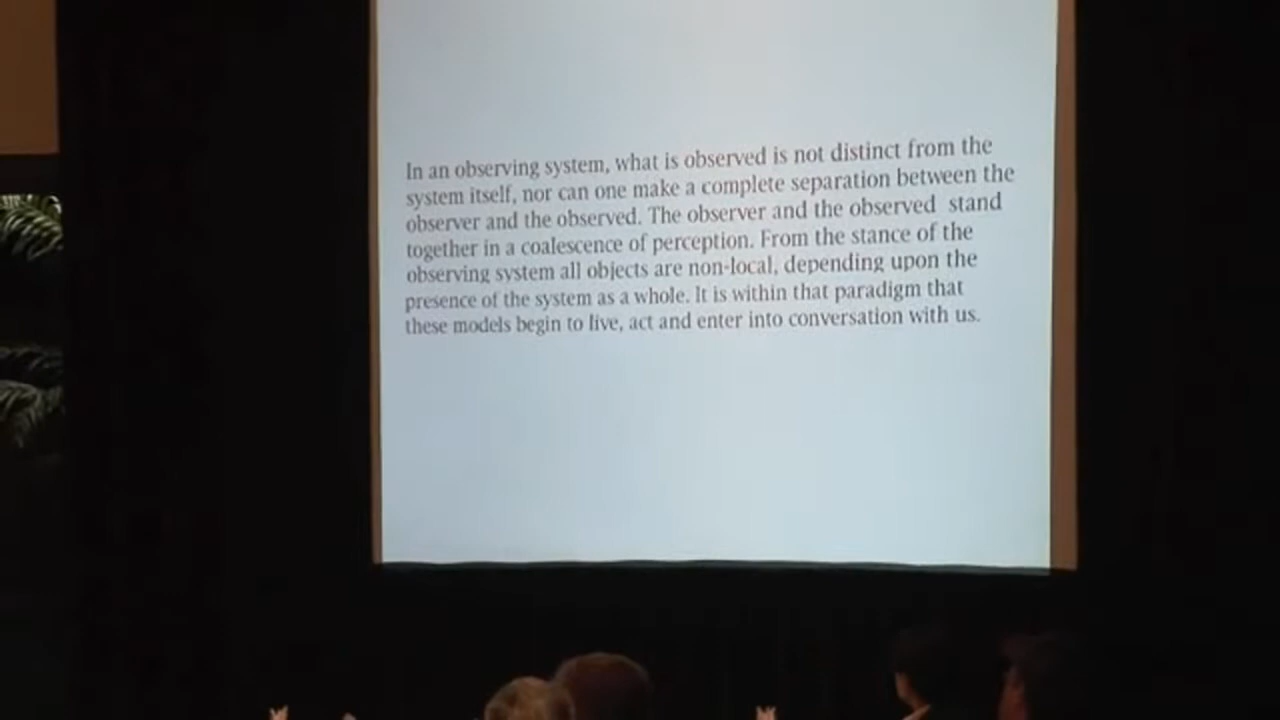 In an observing system, what is observed is not distinct from the
system itself, nor can one make a complete separation between the
observer and the observed. The observer and the observed stand
together in a coalescence of perception. From the stance of the
observing system all objects are non-local, depending upon the
presence of the system as a whole. It is within that paradigm that
these models begin to live, act and enter into conversation with us.